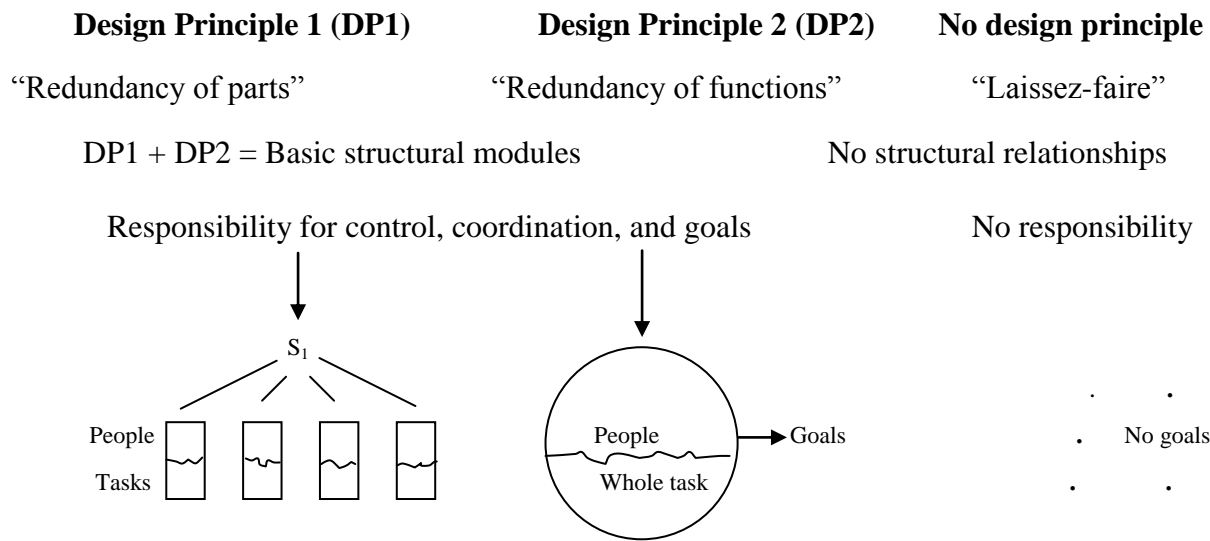 Design Principle 1 (DP1) Design Principle 2 (DP2) No design principle
“Redundancy of parts” “Redundancy of functions” “Laissez-faire”
DP1 + DP2 = Basic structural modules No structural relationships
Responsibility for control, coordination, and goals No responsibility
S₁
People People Goals No goals
Tasks Whole task